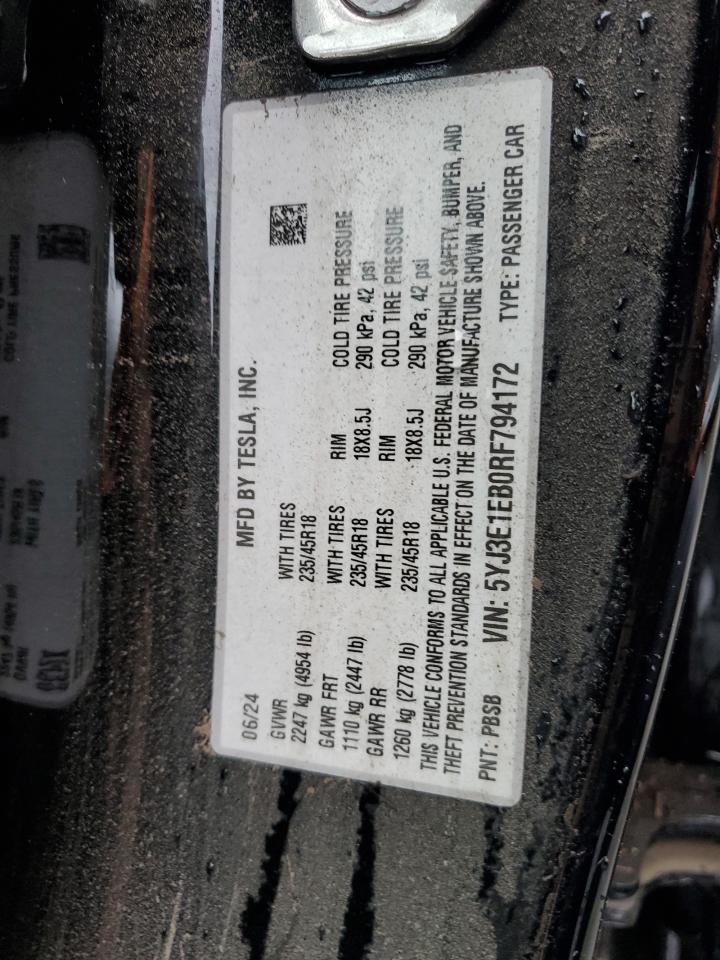 06/24 MFD BY TESLA, INC.
GVWR WITH TIRES
2247 kg (4954 lb) 235/45R18
GAWR FRT WITH TIRES RIM COLD TIRE PRESSURE
1110 kg (2447 lb) 235/45R18 18X8.5J 290 kPa, 42 psi
GAWR RR WITH TIRES RIM COLD TIRE PRESSURE
1260 kg (2778 lb) 235/45R18 18X8.5J 290 kPa, 42 psi
THIS VEHICLE CONFORMS TO ALL APPLICABLE U.S. FEDERAL MOTOR VEHICLE SAFETY, BUMPER, AND
THEFT PREVENTION STANDARDS IN EFFECT ON THE DATE OF MANUFACTURE SHOWN ABOVE.
PNT: PBSB VIN: 5YJ3E1EB0RF794172 TYPE: PASSENGER CAR